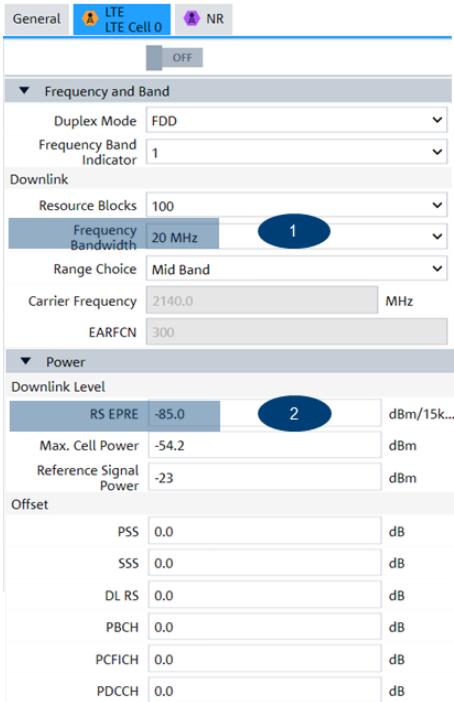 General
LTE
LTE Cell 0
NR
OFF
Frequency and Band
Duplex Mode FDD
Frequency Band
Indicator 1
Downlink
Resource Blocks 100
Frequency
Bandwidth 20 MHz 1
Range Choice Mid Band
Carrier Frequency 2140.0 MHz
EARFCN 300
Power
Downlink Level
RS EPRE -85.0 2 dBm/15k...
Max. Cell Power -54.2 dBm
Reference Signal
Power -23 dBm
Offset
PSS 0.0 dB
SSS 0.0 dB
DL RS 0.0 dB
PBCH 0.0 dB
PCFICH 0.0 dB
PDCCH 0.0 dB